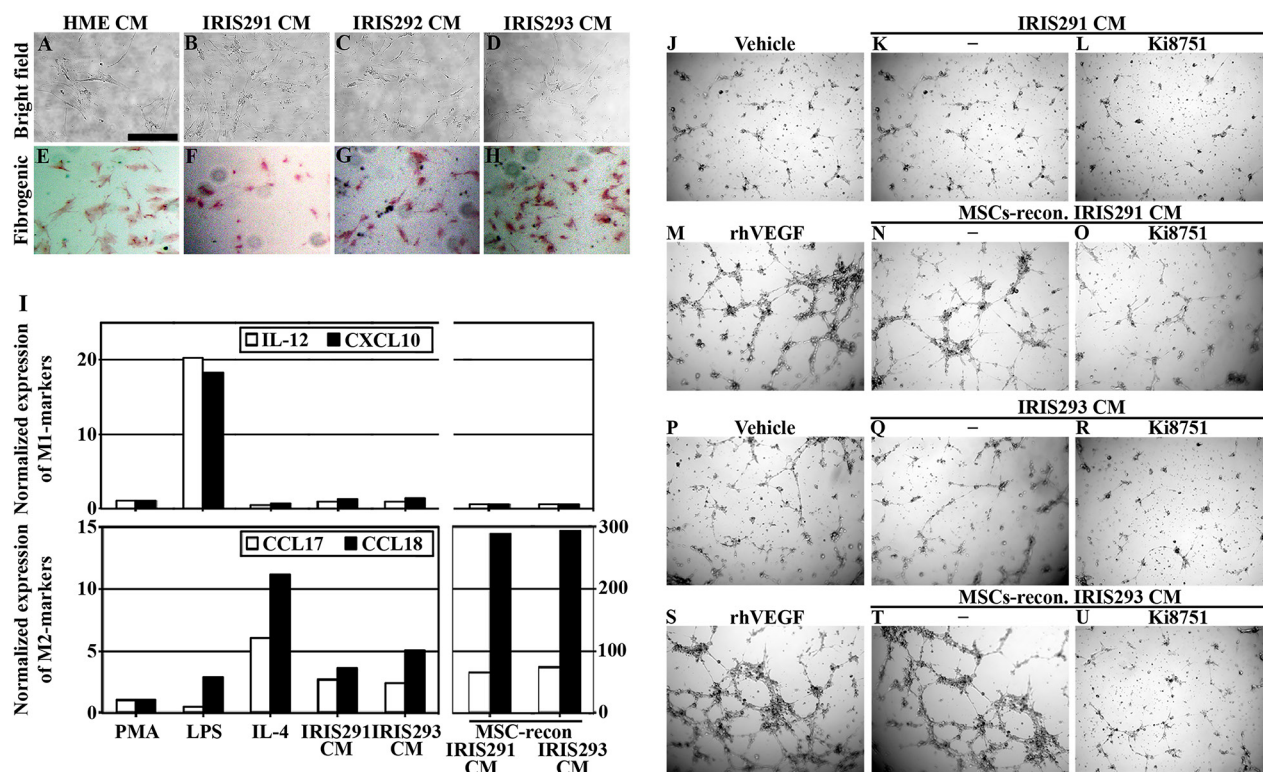 HME CM IRIS291 CM IRIS292 CM IRIS293 CM
Bright field
A B C D
Fibrogenic
E F G H
I
Normalized expression of M1-markers
IL-12 CXCL10
20
10
0
Normalized expression of M2-markers
CCL17 CCL18
15
10
5
0
300
200
100
0
PMA LPS IL-4 IRIS291 CM IRIS293 CM
MSC-recon
IRIS291 CM IRIS293 CM
IRIS291 CM
J Vehicle K – L Ki8751
MSCs-recon. IRIS291 CM
M rhVEGF N – O Ki8751
IRIS293 CM
P Vehicle Q – R Ki8751
MSCs-recon. IRIS293 CM
S rhVEGF T – U Ki8751